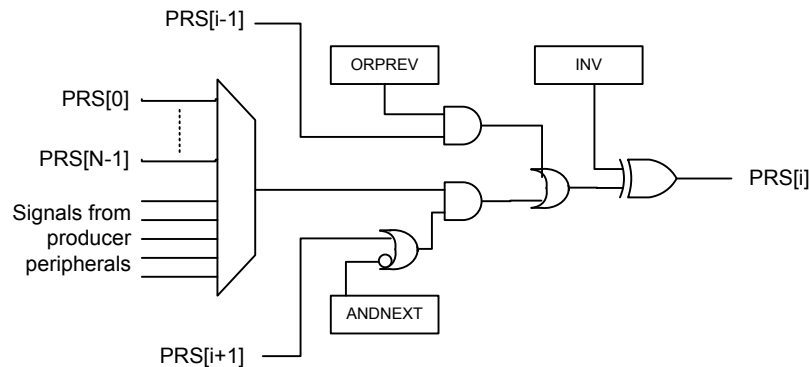 PRS[i-1]
ORPREV
INV
PRS[0]
PRS[N-1]
PRS[i]
Signals from
producer
peripherals
ANDNEXT
PRS[i+1]